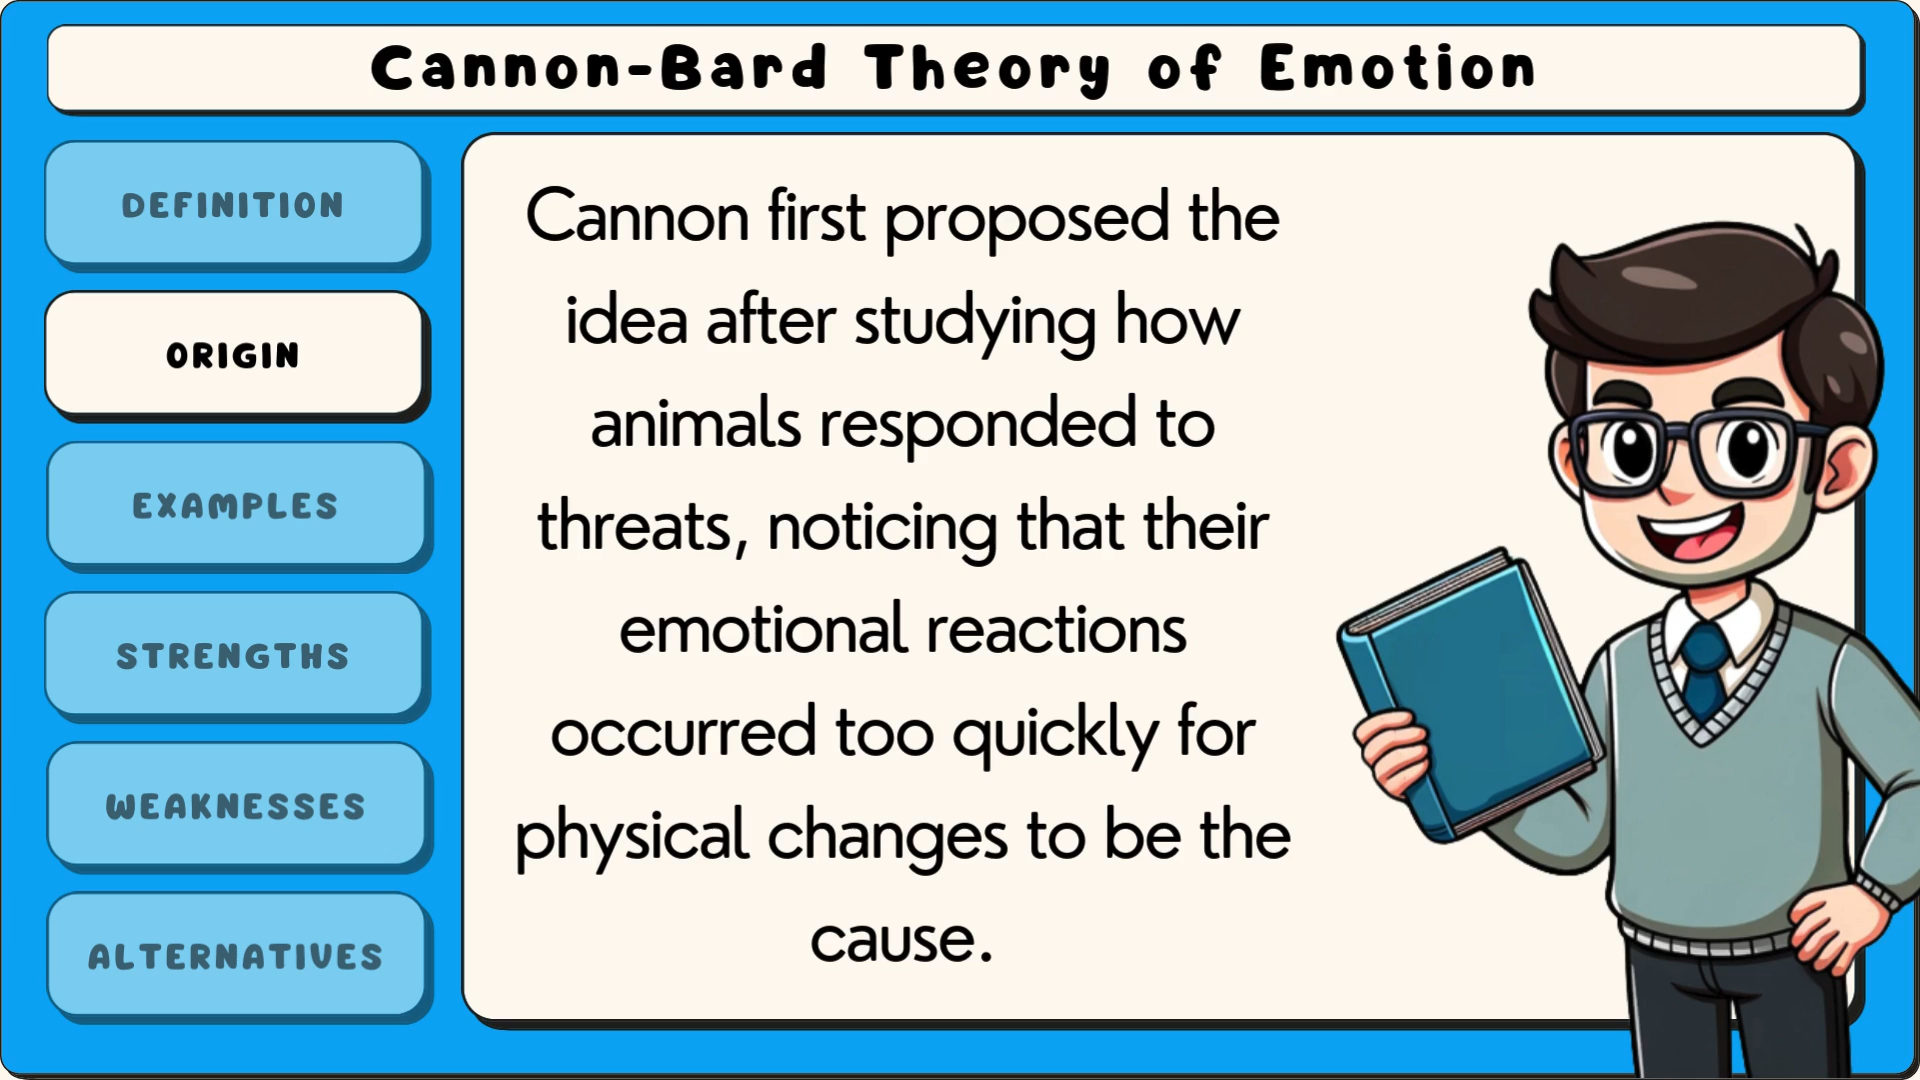 Cannon-Bard Theory of Emotion
DEFINITION
ORIGIN
EXAMPLES
STRENGTHS
WEAKNESSES
ALTERNATIVES
Cannon first proposed the
idea after studying how
animals responded to
threats, noticing that their
emotional reactions
occurred too quickly for
physical changes to be the
cause.